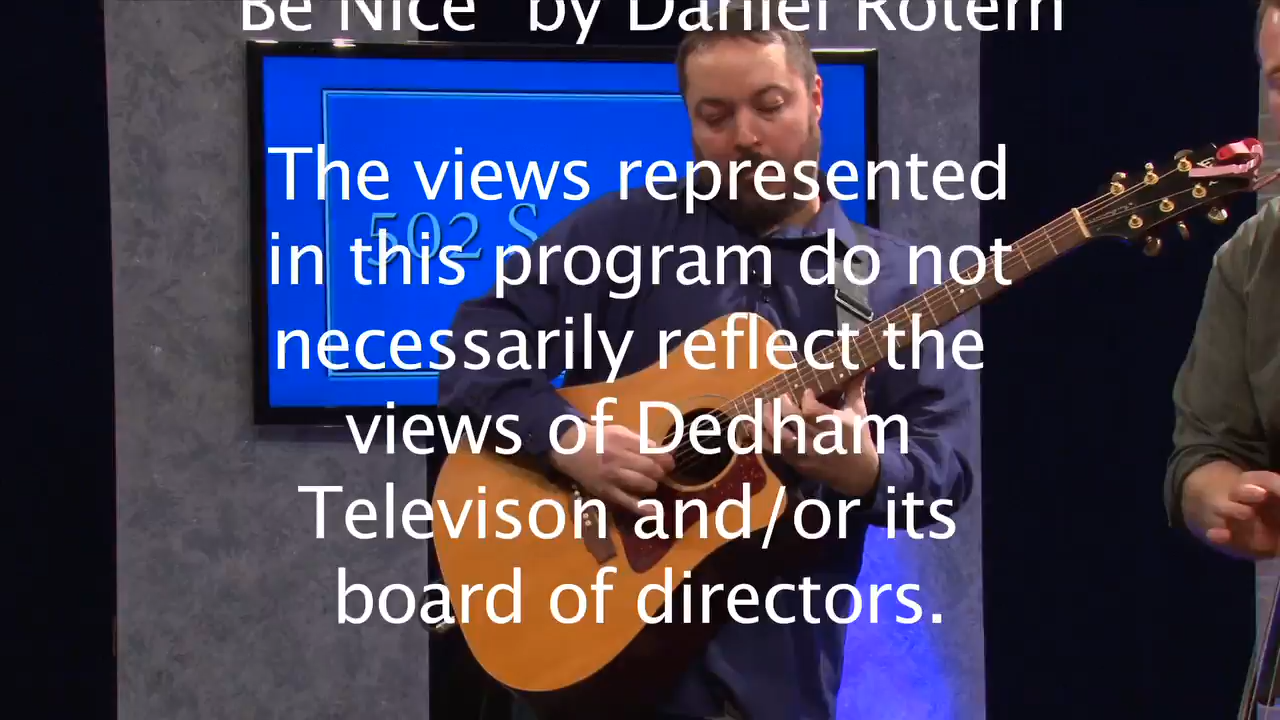 Be Nice" by Daniel Rotem
The views represented
in this program do not
necessarily reflect the
views of Dedham
Televison and/or its
board of directors.
502 S